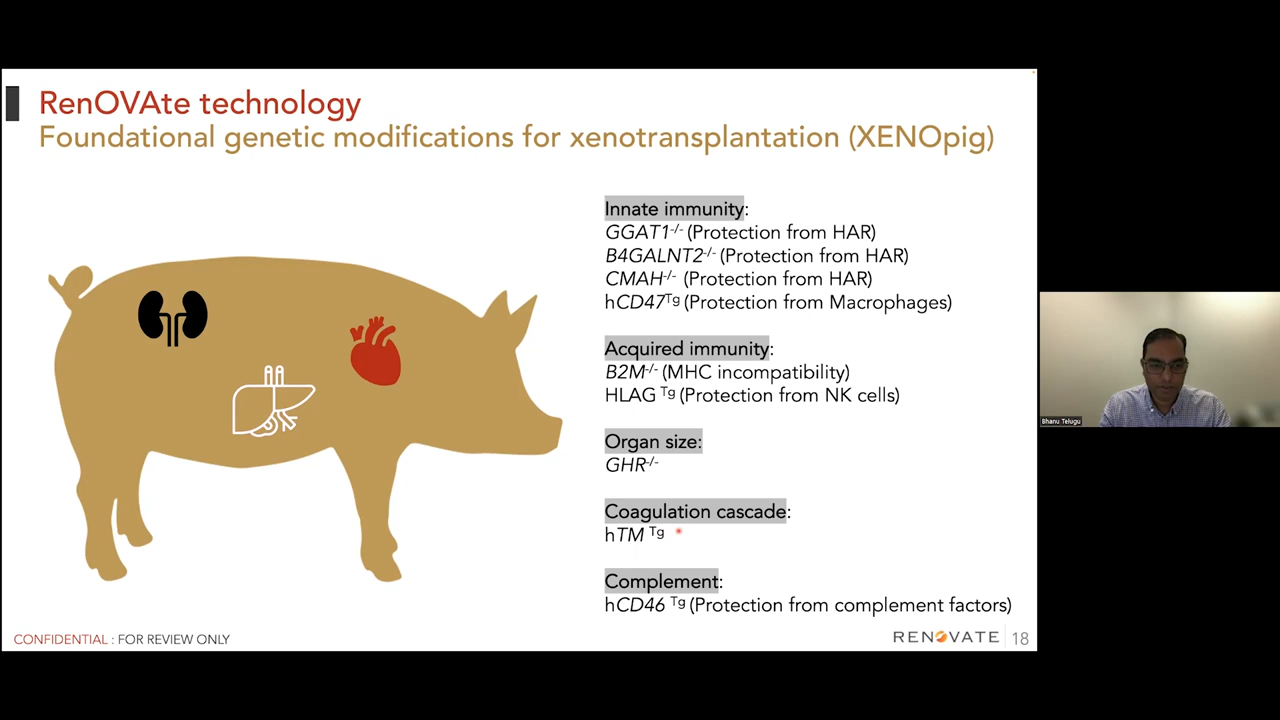 RenOVAte technology
Foundational genetic modifications for xenotransplantation (XENOpig)
Innate immunity:
GGAT1-/- (Protection from HAR)
B4GALNT2-/- (Protection from HAR)
CMAH-/- (Protection from HAR)
hCD47Tg (Protection from Macrophages)
Acquired immunity:
B2M-/- (MHC incompatibility)
HLAG Tg (Protection from NK cells)
Organ size:
GHR-/-
Coagulation cascade:
hTM Tg
Complement:
hCD46 Tg (Protection from complement factors)
CONFIDENTIAL : FOR REVIEW ONLY
RENOVATE 18
Bhanu Telugu